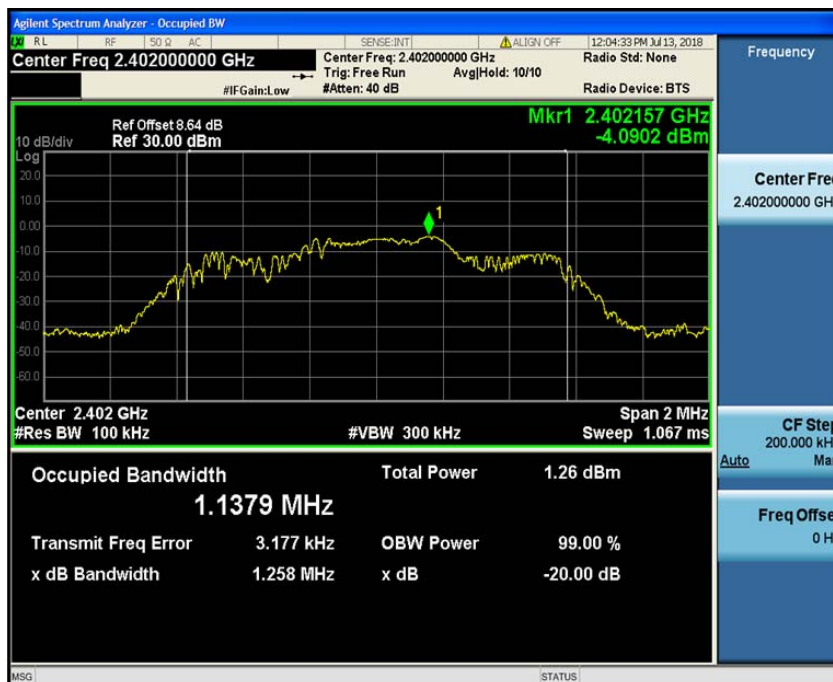 Agilent Spectrum Analyzer - Occupied BW
LXI RL RF 50 Ω AC SENSE:INT ALIGN OFF 12:04:33 PM Jul 13, 2018
Center Freq 2.402000000 GHz
Center Freq: 2.402000000 GHz
Radio Std: None
Trig: Free Run Avg|Hold: 10/10
#IFGain:Low
#Atten: 40 dB
Radio Device: BTS
Mkr1 2.402157 GHz
-4.0902 dBm
Ref Offset 8.64 dB
10 dB/div Ref 30.00 dBm
Log
20.0
10.0
0.00
-10.0
-20.0
-30.0
-40.0
-50.0
-60.0
1
Center 2.402 GHz
Span 2 MHz
#Res BW 100 kHz
#VBW 300 kHz
Sweep 1.067 ms
Occupied Bandwidth
1.1379 MHz
Total Power 1.26 dBm
Transmit Freq Error 3.177 kHz
OBW Power 99.00 %
x dB Bandwidth 1.258 MHz
x dB -20.00 dB
MSG
STATUS
Frequency
Center Fre
2.402000000 GH
CF Step
200.000 kH
Auto Ma
Freq Offse
0 H